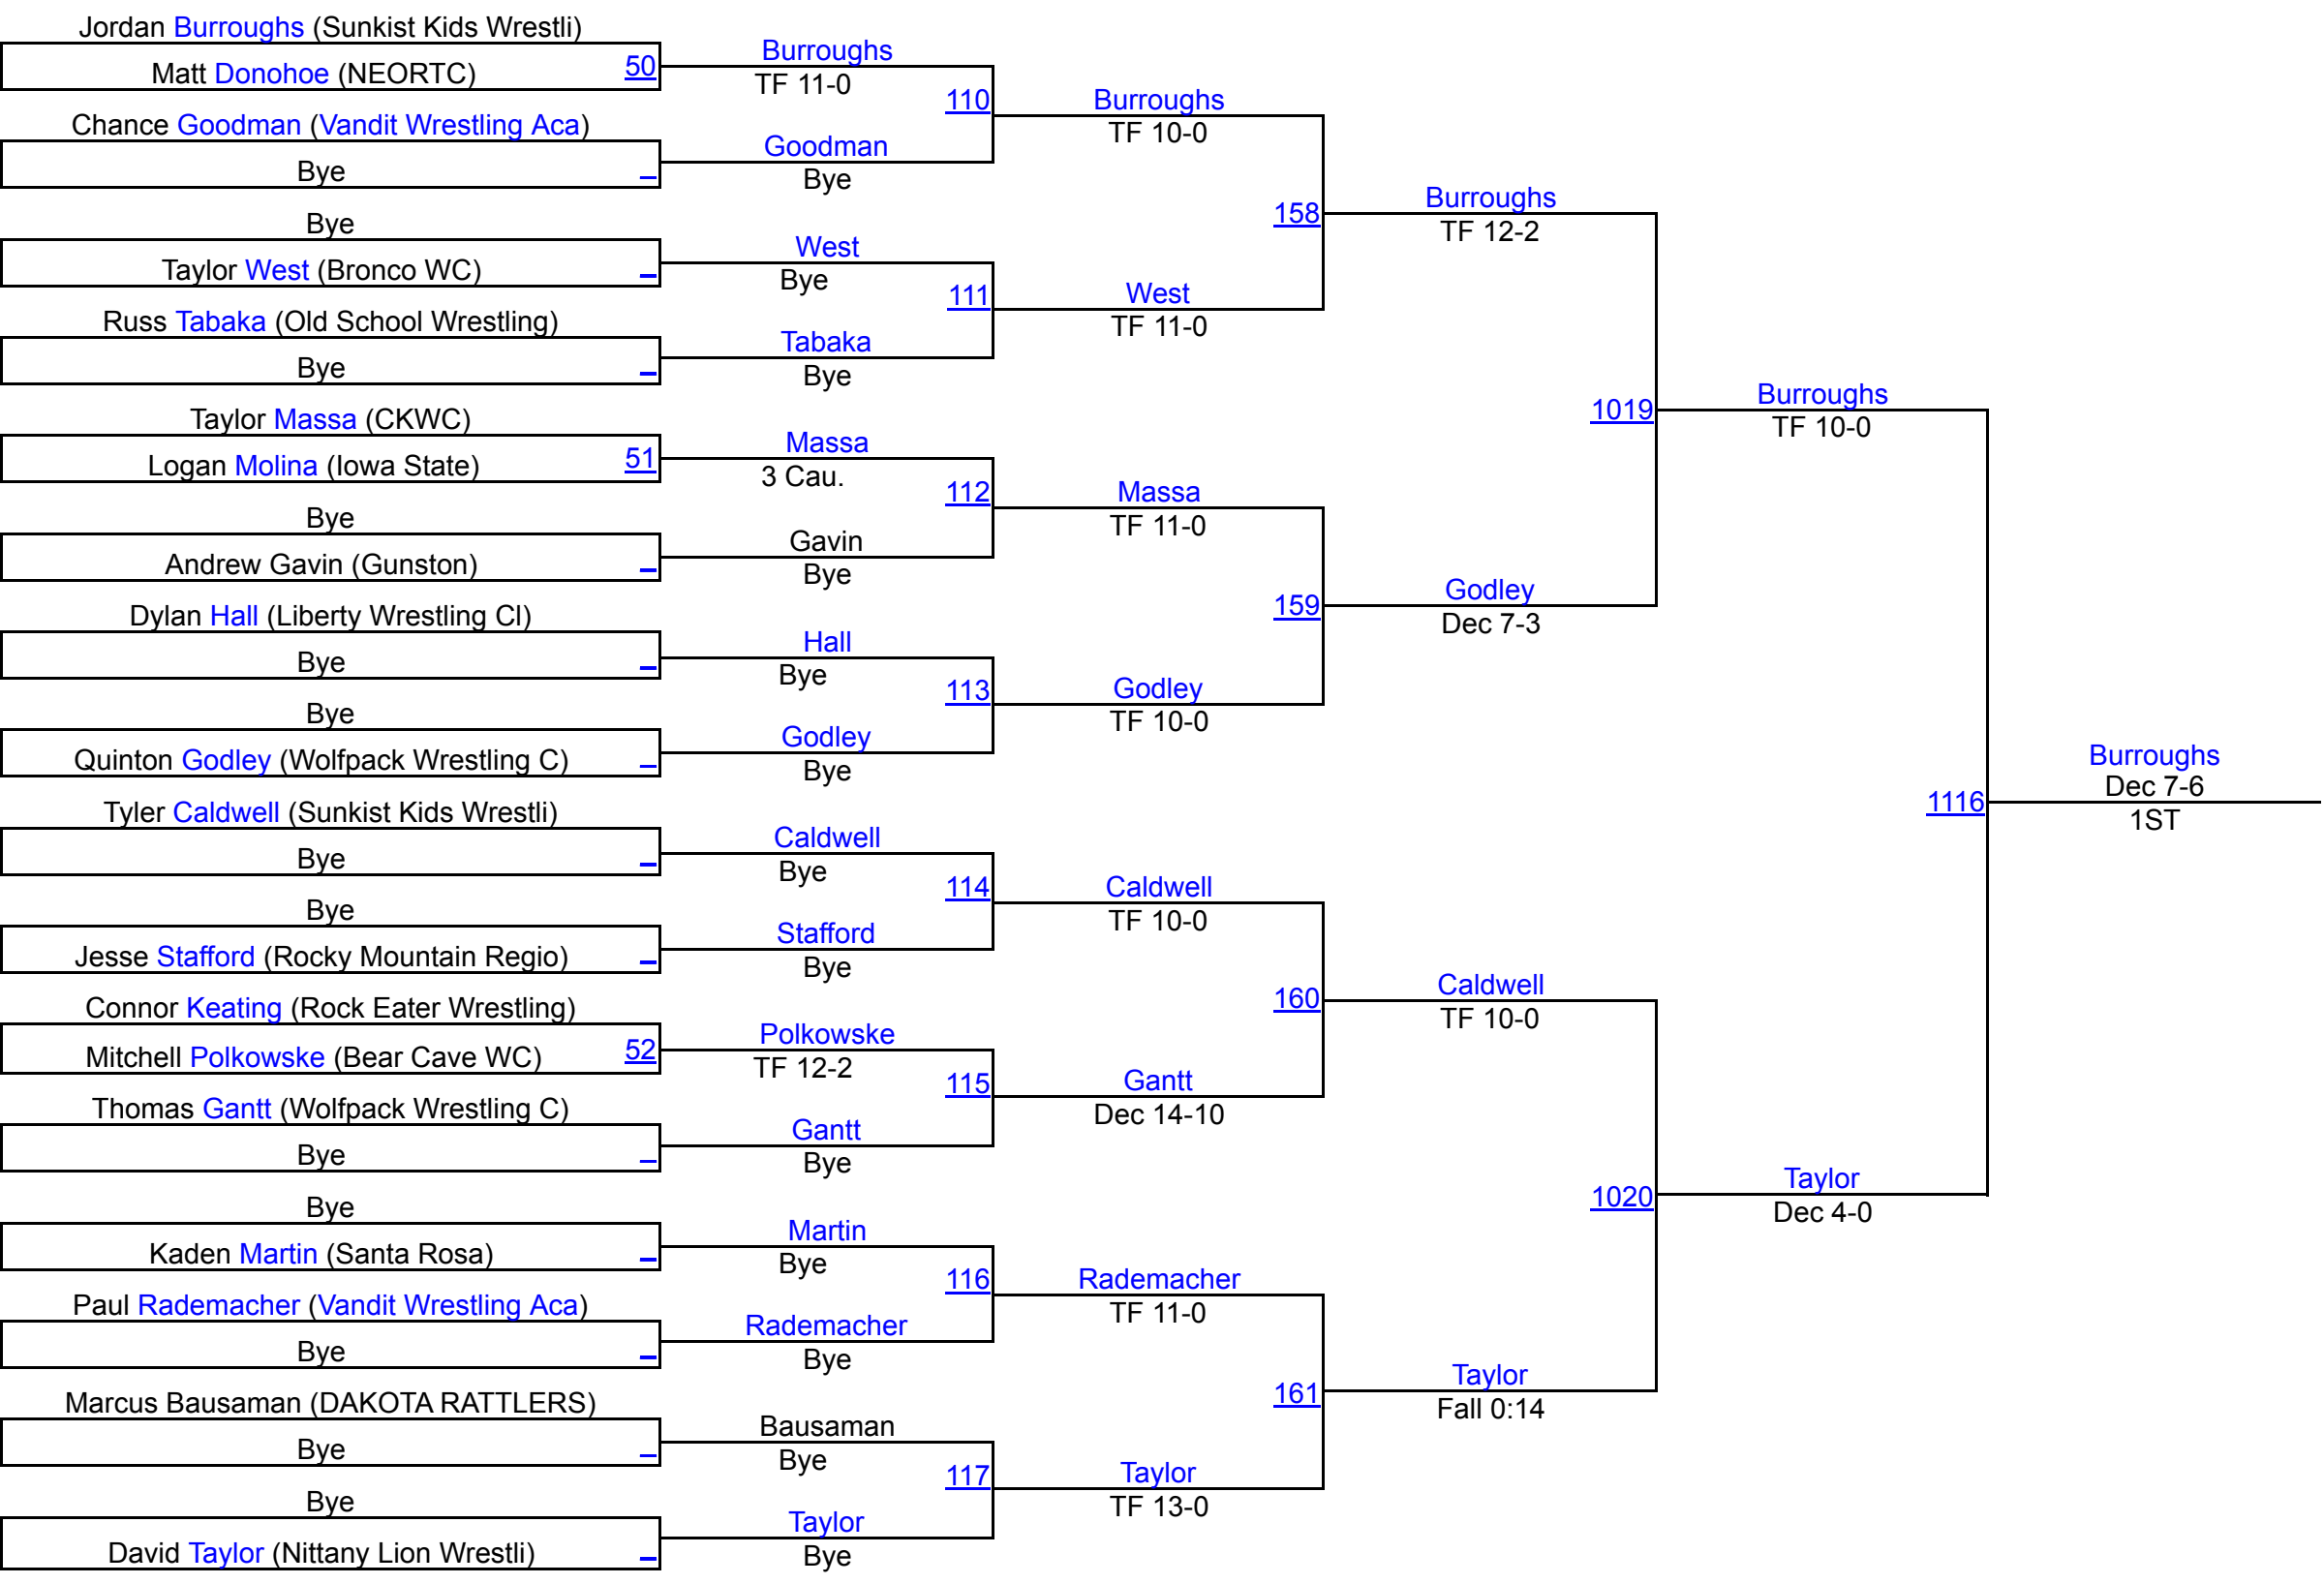 Jordan Burroughs (Sunkist Kids Wrestli)
Matt Donohoe (NEORTC) 50
Chance Goodman (Vandit Wrestling Aca)
Bye
Bye
Taylor West (Bronco WC)
Russ Tabaka (Old School Wrestling)
Bye
Taylor Massa (CKWC)
Logan Molina (Iowa State) 51
Bye
Andrew Gavin (Gunston)
Dylan Hall (Liberty Wrestling Cl)
Bye
Bye
Quinton Godley (Wolfpack Wrestling C)
Tyler Caldwell (Sunkist Kids Wrestli)
Bye
Bye
Jesse Stafford (Rocky Mountain Regio)
Connor Keating (Rock Eater Wrestling)
Mitchell Polkowske (Bear Cave WC) 52
Thomas Gantt (Wolfpack Wrestling C)
Bye
Bye
Kaden Martin (Santa Rosa)
Paul Rademacher (Vandit Wrestling Aca)
Bye
Marcus Bausaman (DAKOTA RATTLERS)
Bye
Bye
David Taylor (Nittany Lion Wrestli)
Burroughs
TF 11-0
110
Goodman
Bye
West
Bye
111
Tabaka
Bye
Massa
3 Cau.
112
Gavin
Bye
Hall
Bye
113
Godley
Bye
Caldwell
Bye
114
Stafford
Bye
Polkowske
TF 12-2
115
Gantt
Bye
Martin
Bye
116
Rademacher
Bye
Bausaman
Bye
117
Taylor
Bye
Burroughs
TF 10-0
158
West
TF 11-0
Massa
TF 11-0
159
Godley
TF 10-0
Caldwell
TF 10-0
160
Gantt
Dec 14-10
Rademacher
TF 11-0
161
Taylor
TF 13-0
Burroughs
TF 12-2
1019
Godley
Dec 7-3
Caldwell
TF 10-0
1020
Taylor
Fall 0:14
Burroughs
TF 10-0
1116
Taylor
Dec 4-0
Burroughs
Dec 7-6
1ST